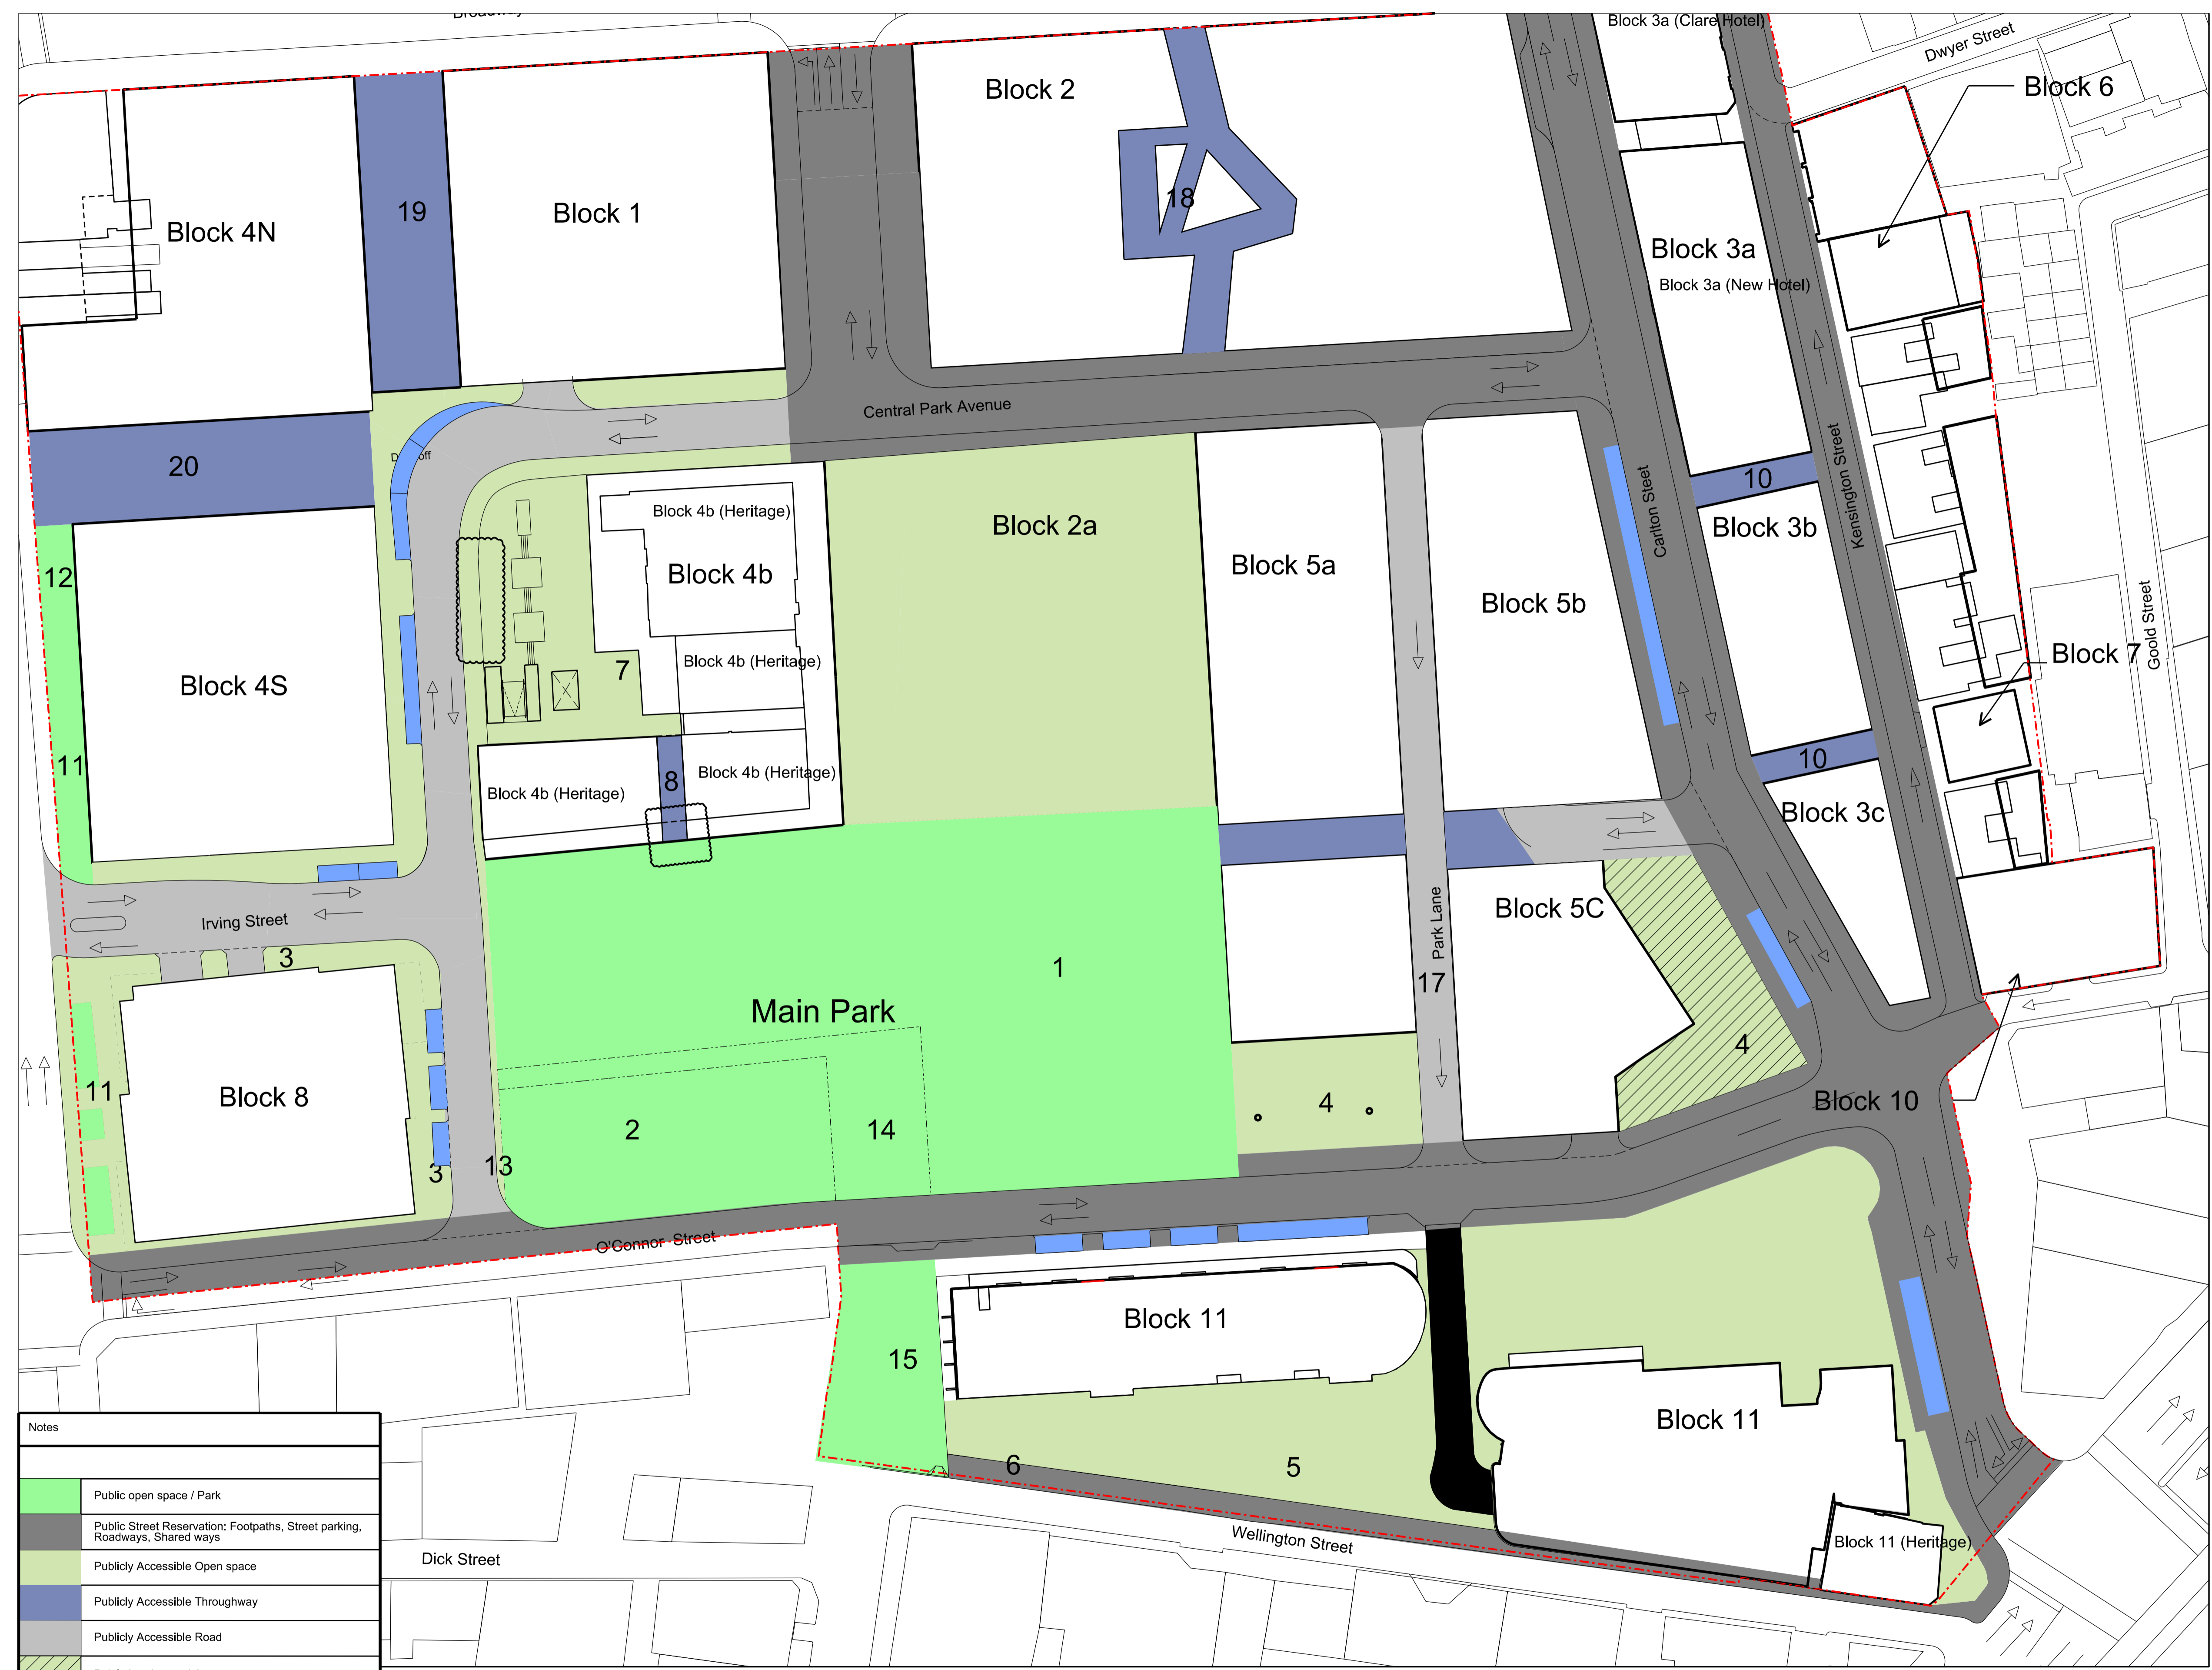 Block 3a (Clare Hotel)
Dwyer Street
Block 2
Block 6
18
19
Block 1
Block 4N
Block 3a
Block 3a (New Hotel)
Central Park Avenue
20
10
Block 4b (Heritage)
Block 2a
Block 3b
Carlton Steet
Kensington Street
12
Block 4b
Block 5a
Block 5b
Goold Street
Block 7
Block 4b (Heritage)
7
Block 4S
11
8
Block 4b (Heritage)
Block 4b (Heritage)
10
Block 3c
Irving Street
Block 5C
Park Lane
3
1
17
Main Park
4
Block 8
11
2
14
4
Block 10
3
13
O'Connor Street
Block 11
15
Block 11
6
5
Wellington Street
Block 11 (Heritage)
Dick Street
Notes
Public open space / Park
Public Street Reservation: Footpaths, Street parking,
Roadways, Shared ways
Publicly Accessible Open space
Publicly Accessible Throughway
Publicly Accessible Road